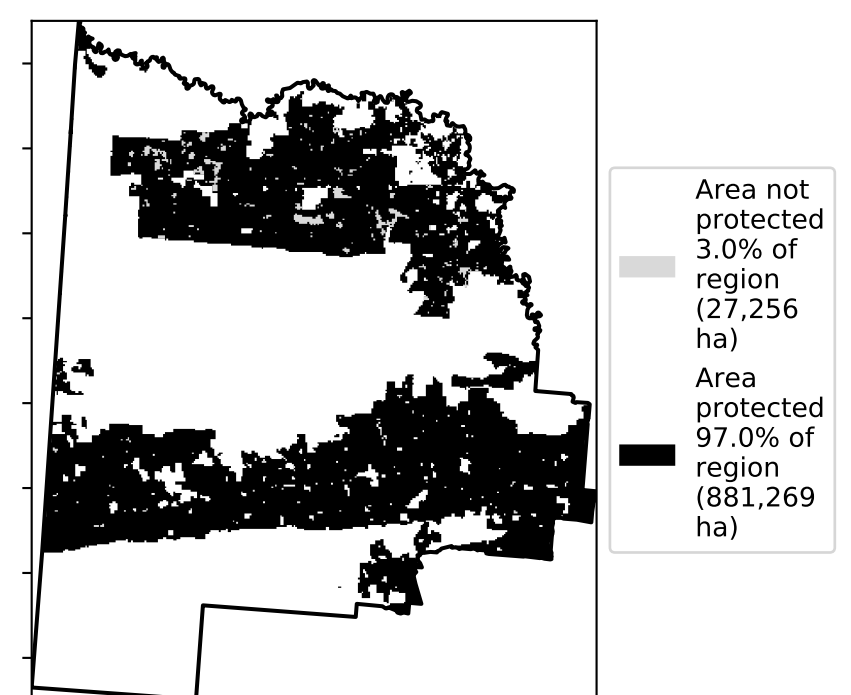 Area not
protected
3.0% of
region
(27,256
ha)
Area
protected
97.0% of
region
(881,269
ha)